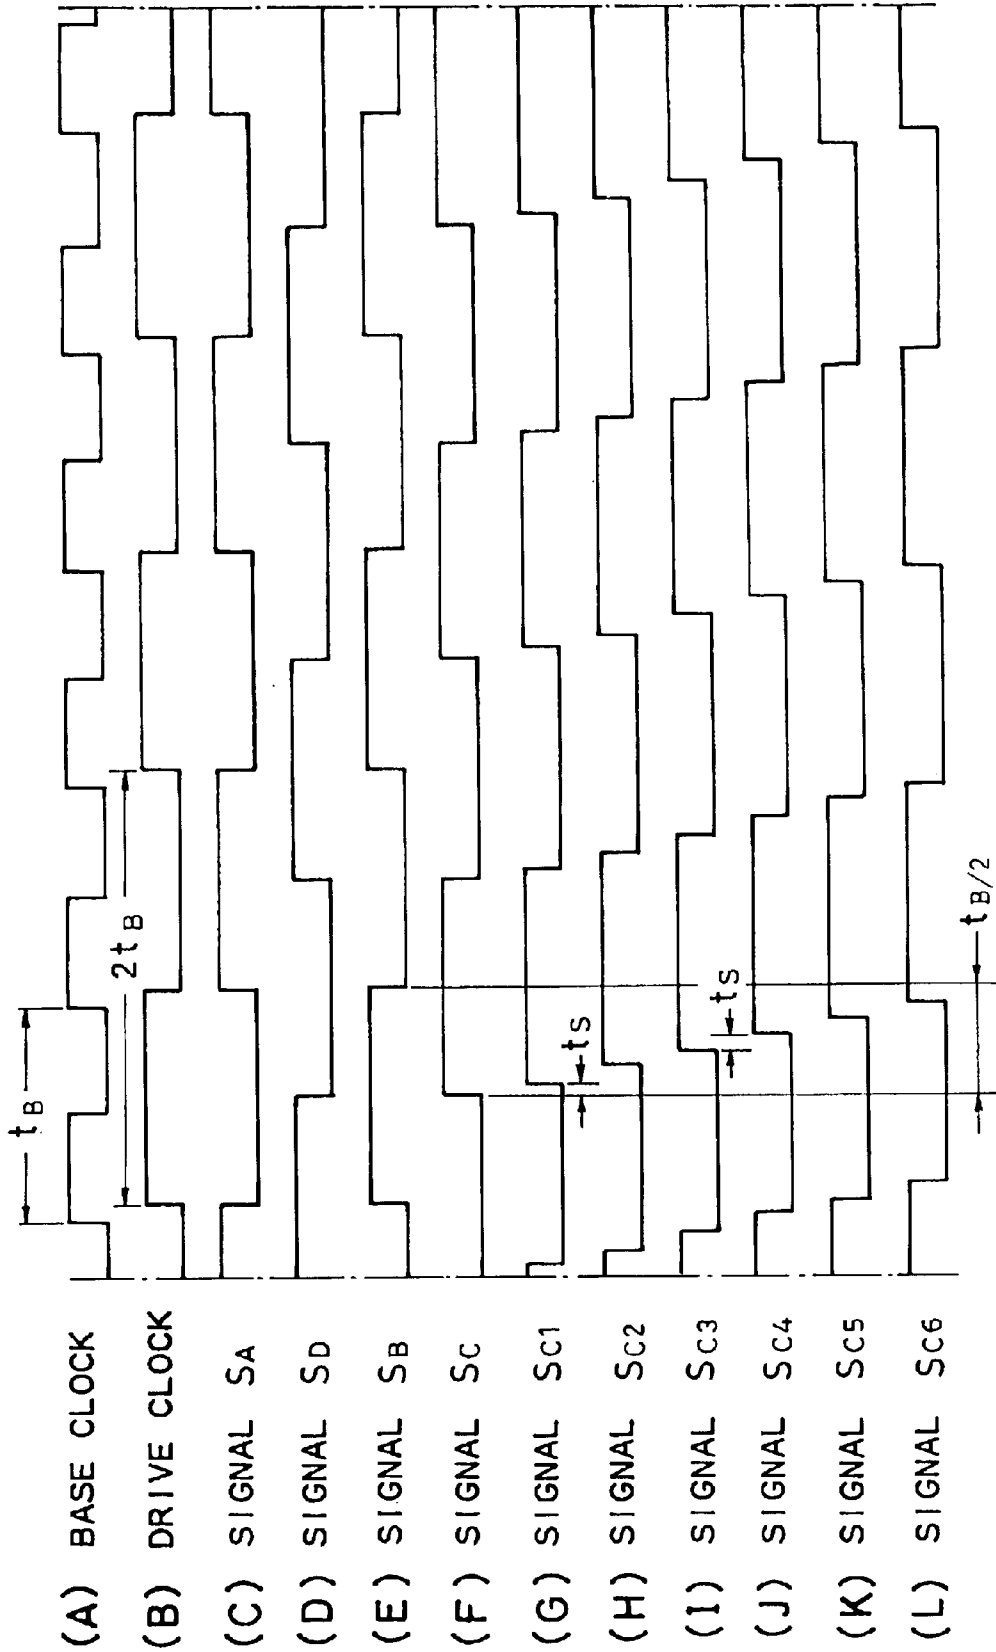 (A) BASE CLOCK
(B) DRIVE CLOCK
(C) SIGNAL SA
(D) SIGNAL SD
(E) SIGNAL SB
(F) SIGNAL SC
(G) SIGNAL SC1
(H) SIGNAL SC2
(I) SIGNAL SC3
(J) SIGNAL SC4
(K) SIGNAL SC5
(L) SIGNAL SC6
tB
2tB
tS
tS
tB/2